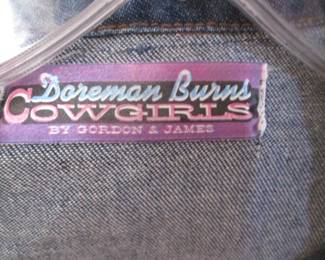 Doreman Burns
COWGIRLS
BY GORDON & JAMES